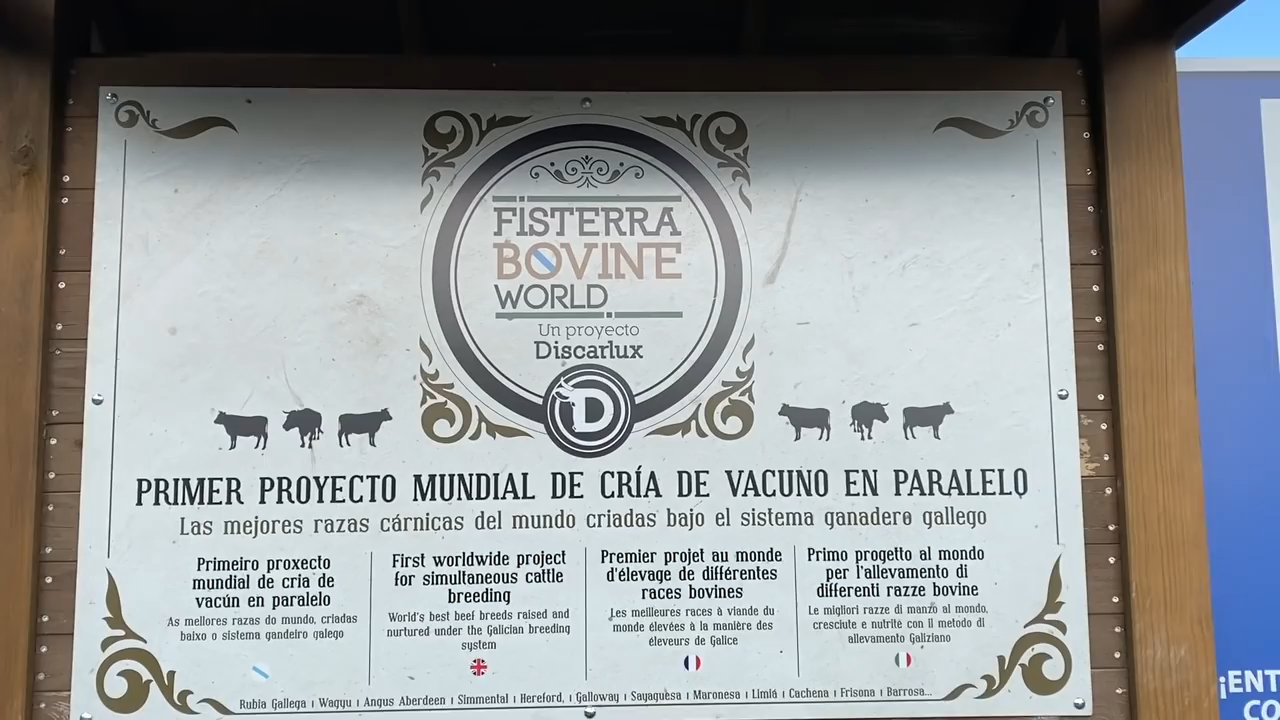 FISTERRA
BOVINE
WORLD
Un proyecto
Discarlux
D
PRIMER PROYECTO MUNDIAL DE CRÍA DE VACUNO EN PARALELO
Las mejores razas cárnicas del mundo criadas bajo el sistema ganadero gallego
Primeiro proxecto
mundial de cria de
vacún en paralelo
As mellores razas do mundo, criadas
baixo o sistema gandeiro galego
First worldwide project
for simultaneous cattle
breeding
World's best beef breeds raised and
nurtured under the Galician breeding
system
Premier projet au monde
d'élevage de différentes
races bovines
Les meilleures races à viande du
monde élevées à la manière des
éleveurs de Galice
Primo progetto al mondo
per l'allevamento di
differenti razze bovine
Le migliori razze di manzo al mondo,
cresciute e nutrite con il metodo di
allevamento Galiziano
Rubia Gallega | Wagyu | Angus Aberdeen | Simmental | Hereford, | Galloway | Sayaguesa | Maronesa | Limiá | Cachena | Frisona | Barrosa...
¡ENT
CO